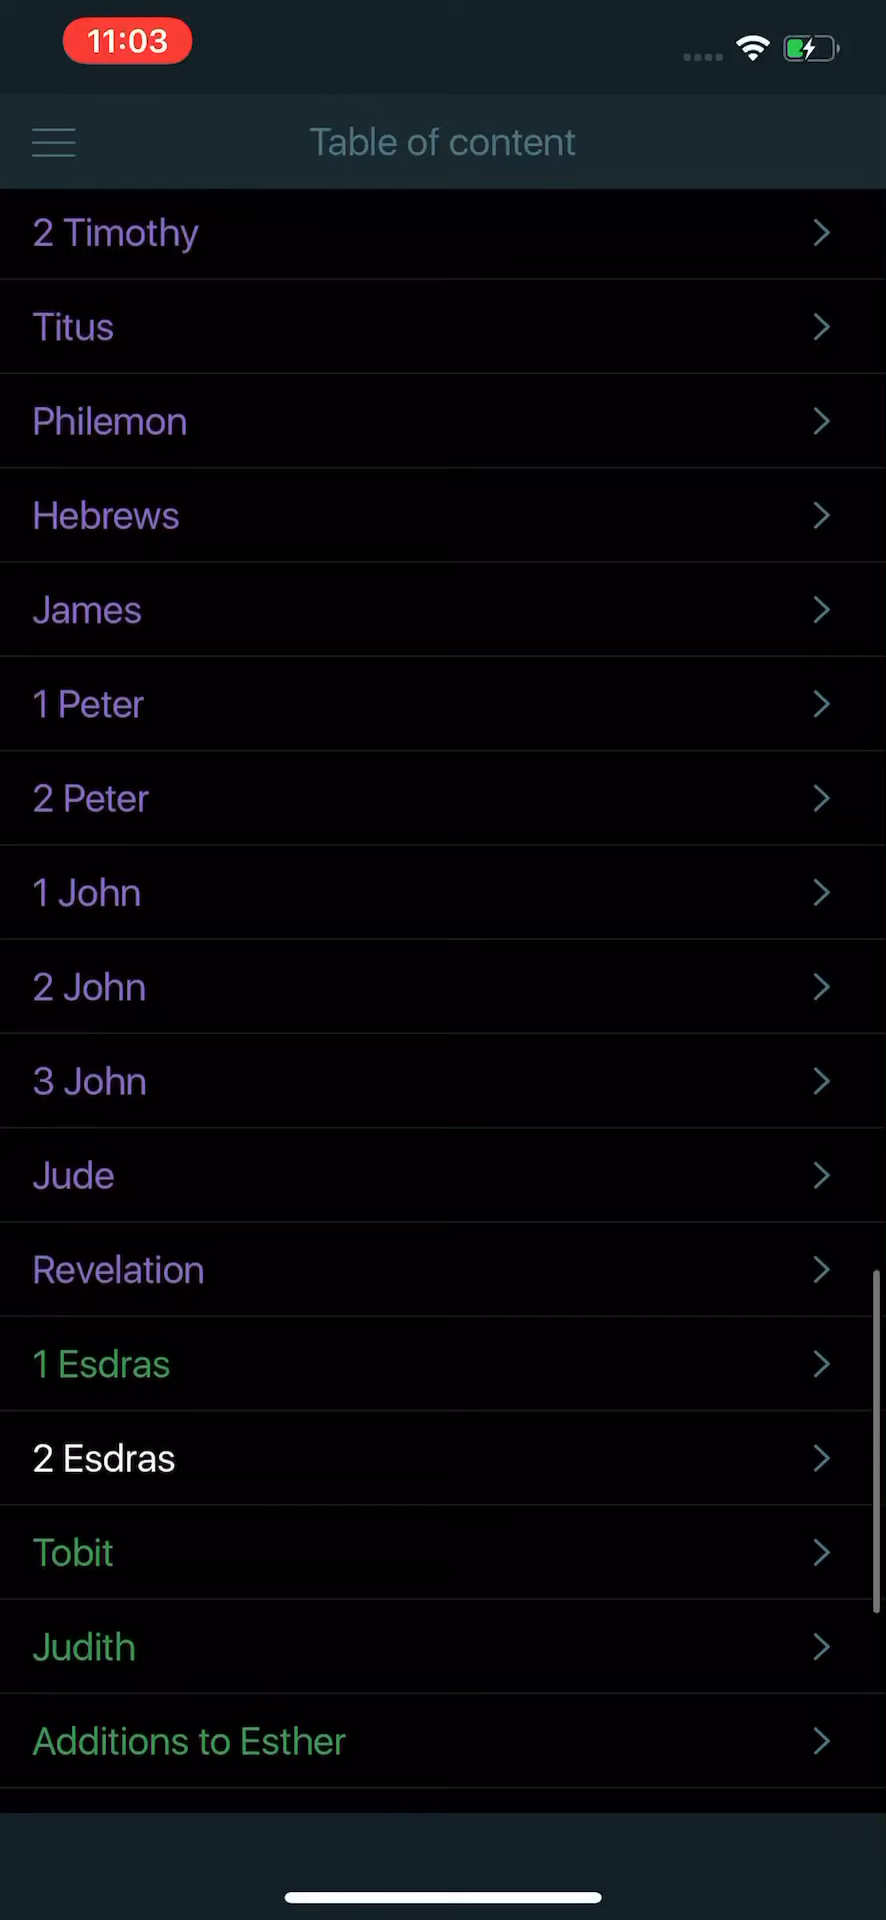 11:03
Table of content
2 Timothy
Titus
Philemon
Hebrews
James
1 Peter
2 Peter
1 John
2 John
3 John
Jude
Revelation
1 Esdras
2 Esdras
Tobit
Judith
Additions to Esther